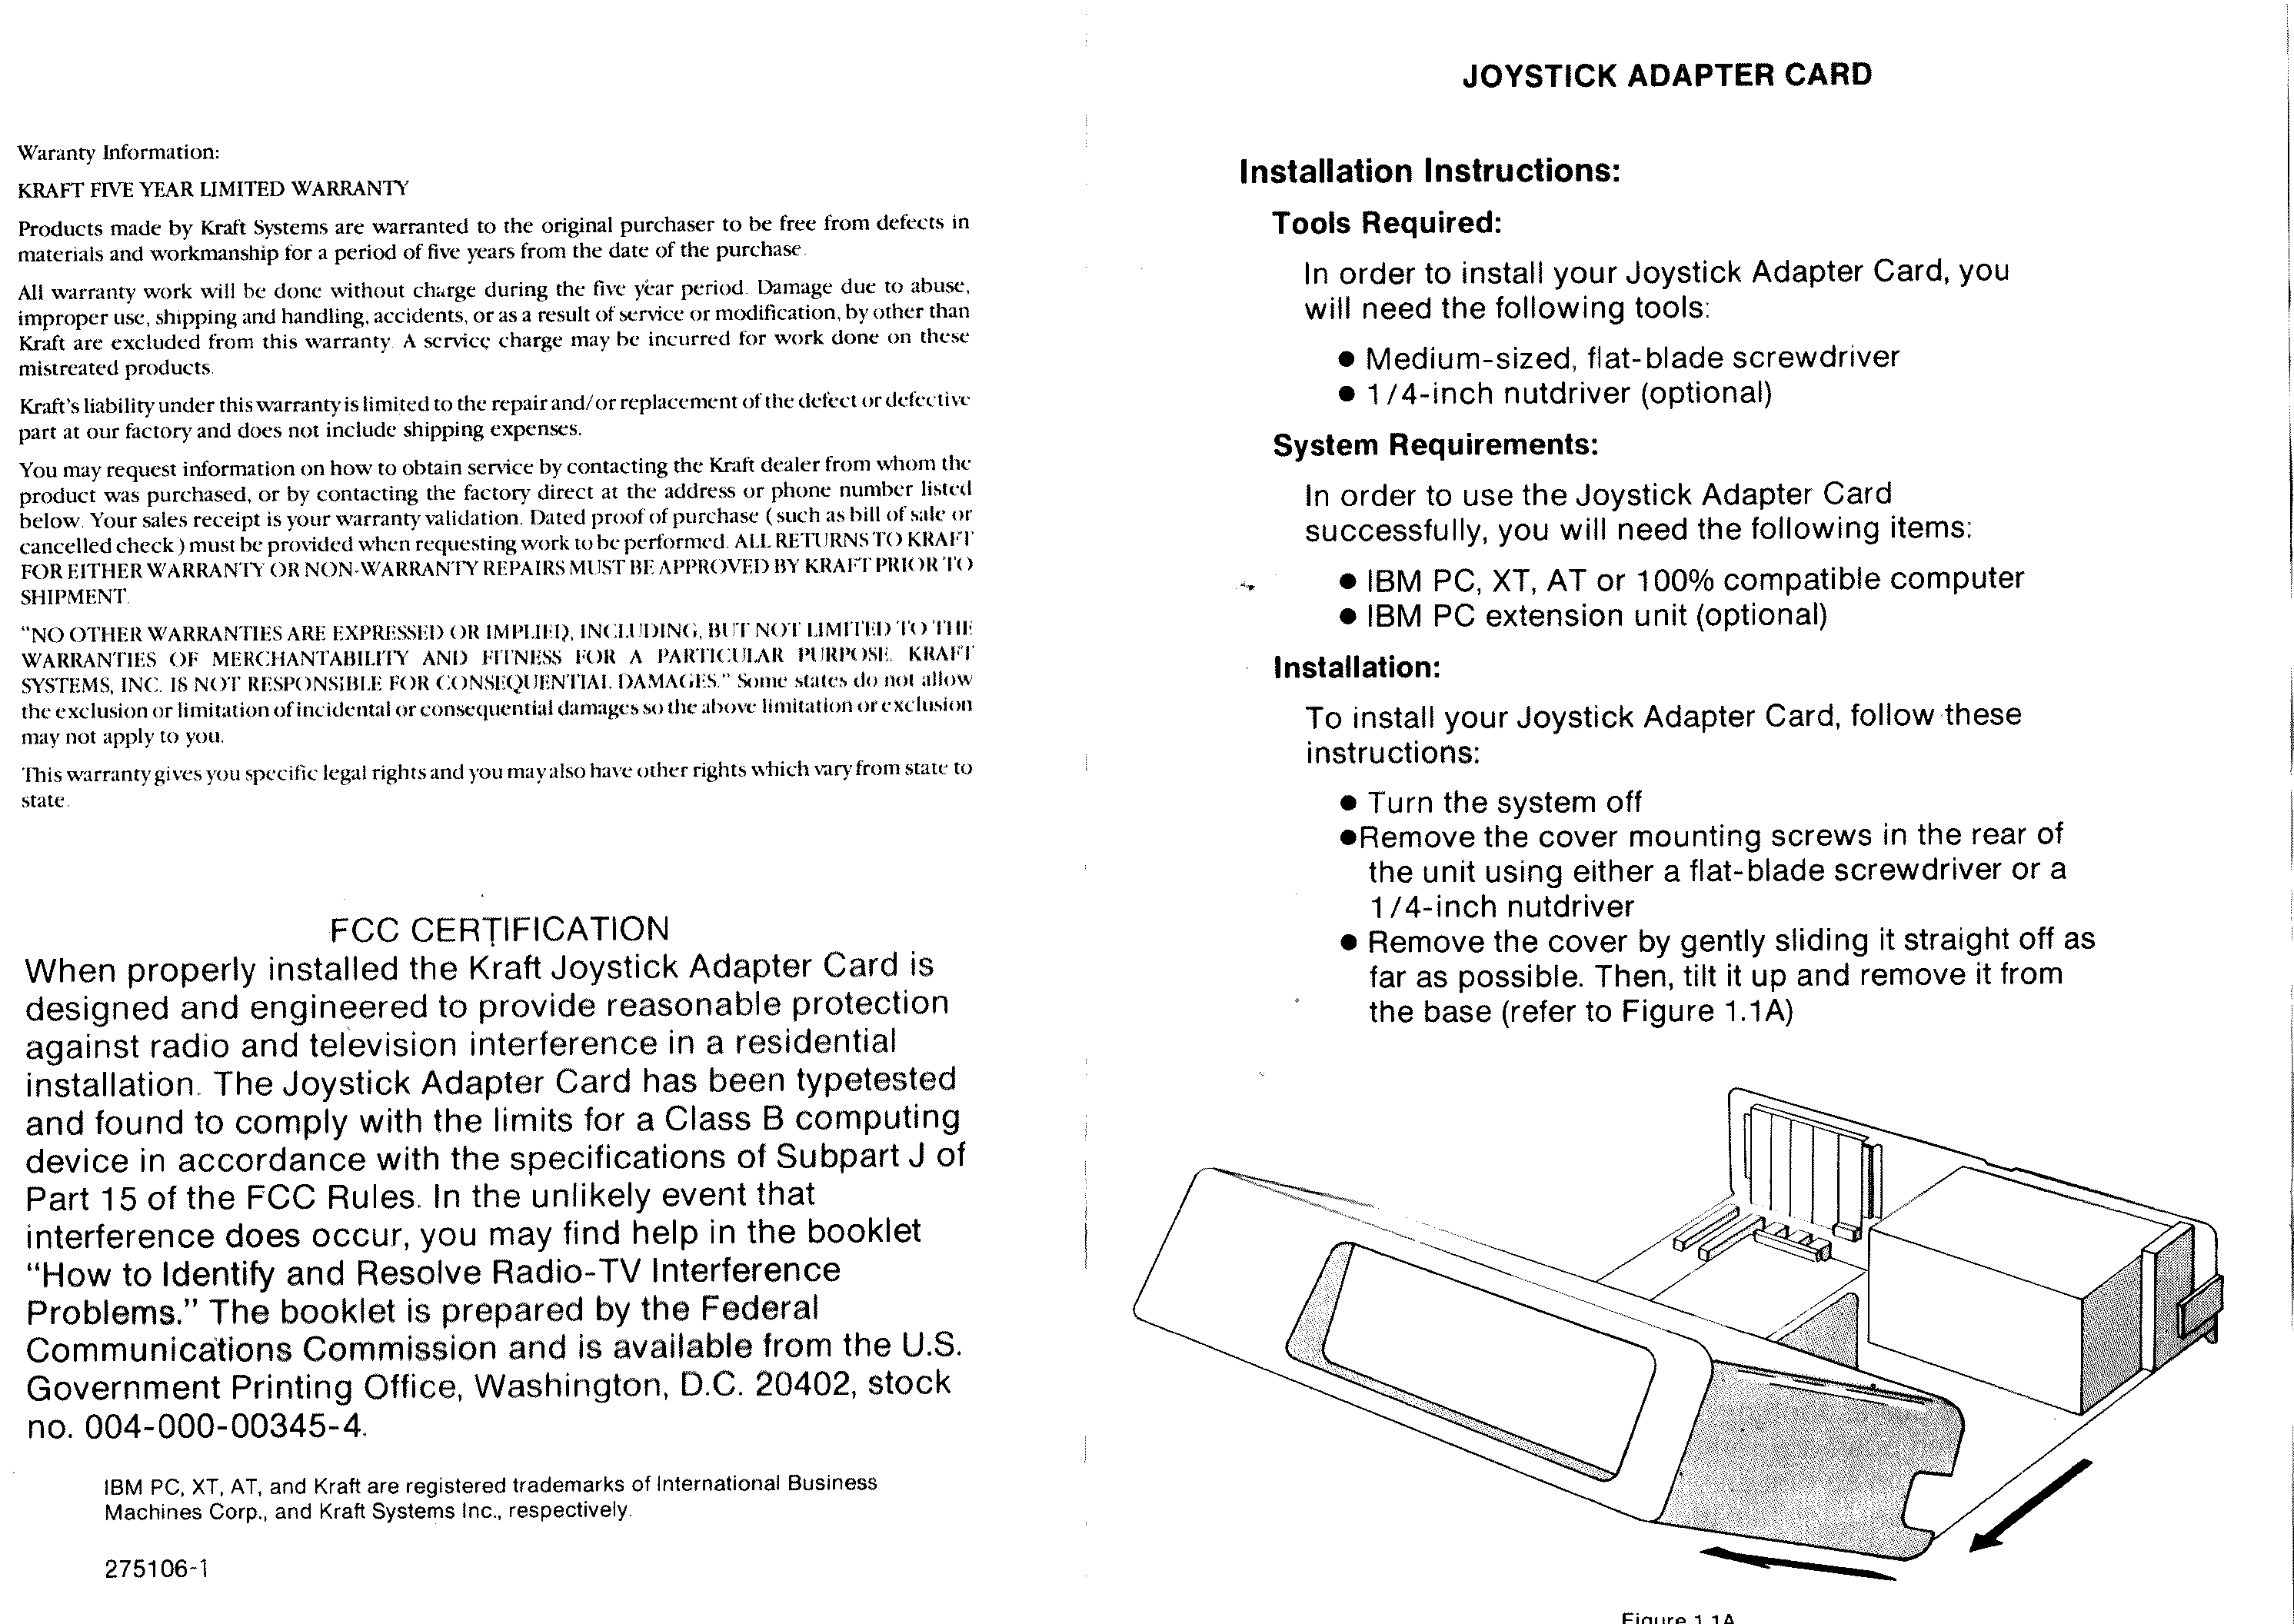 Waranty Information:
KRAFT FIVE YEAR LIMITED WARRANTY
Products made by Kraft Systems are warranted to the original purchaser to be free from defects in
materials and workmanship for a period of five years from the date of the purchase.
All warranty work will be done without charge during the five year period. Damage due to abuse,
improper use, shipping and handling, accidents, or as a result of service or modification, by other than
Kraft are excluded from this warranty. A service charge may be incurred for work done on these
mistreated products.
Kraft's liability under this warranty is limited to the repair and/or replacement of the defect or defective
part at our factory and does not include shipping expenses.
You may request information on how to obtain service by contacting the Kraft dealer from whom the
product was purchased, or by contacting the factory direct at the address or phone number listed
below. Your sales receipt is your warranty validation. Dated proof of purchase (such as bill of sale or
cancelled check) must be provided when requesting work to be performed. ALL RETURNS TO KRAFT
FOR EITHER WARRANTY OR NON-WARRANTY REPAIRS MUST BE APPROVED BY KRAFT PRIOR TO
SHIPMENT.
"NO OTHER WARRANTIES ARE EXPRESSED OR IMPLIED, INCLUDING, BUT NOT LIMITED TO THE
WARRANTIES OF MERCHANTABILITY AND FITNESS FOR A PARTICULAR PURPOSE. KRAFT
SYSTEMS, INC. IS NOT RESPONSIBLE FOR CONSEQUENTIAL DAMAGES." Some states do not allow
the exclusion or limitation of incidental or consequential damages so the above limitation or exclusion
may not apply to you.
This warranty gives you specific legal rights and you may also have other rights which vary from state to
state.
FCC CERTIFICATION
When properly installed the Kraft Joystick Adapter Card is
designed and engineered to provide reasonable protection
against radio and television interference in a residential
installation. The Joystick Adapter Card has been typetested
and found to comply with the limits for a Class B computing
device in accordance with the specifications of Subpart J of
Part 15 of the FCC Rules. In the unlikely event that
interference does occur, you may find help in the booklet
"How to Identify and Resolve Radio-TV Interference
Problems." The booklet is prepared by the Federal
Communications Commission and is available from the U.S.
Government Printing Office, Washington, D.C. 20402, stock
no. 004-000-00345-4.
IBM PC, XT, AT, and Kraft are registered trademarks of International Business
Machines Corp., and Kraft Systems Inc., respectively.
275106-1
JOYSTICK ADAPTER CARD
Installation Instructions:
Tools Required:
In order to install your Joystick Adapter Card, you
will need the following tools:
● Medium-sized, flat-blade screwdriver
● 1/4-inch nutdriver (optional)
System Requirements:
In order to use the Joystick Adapter Card
successfully, you will need the following items:
● IBM PC, XT, AT or 100% compatible computer
● IBM PC extension unit (optional)
Installation:
To install your Joystick Adapter Card, follow these
instructions:
● Turn the system off
●Remove the cover mounting screws in the rear of
the unit using either a flat-blade screwdriver or a
1/4-inch nutdriver
● Remove the cover by gently sliding it straight off as
far as possible. Then, tilt it up and remove it from
the base (refer to Figure 1.1A)
Figure 1.1A